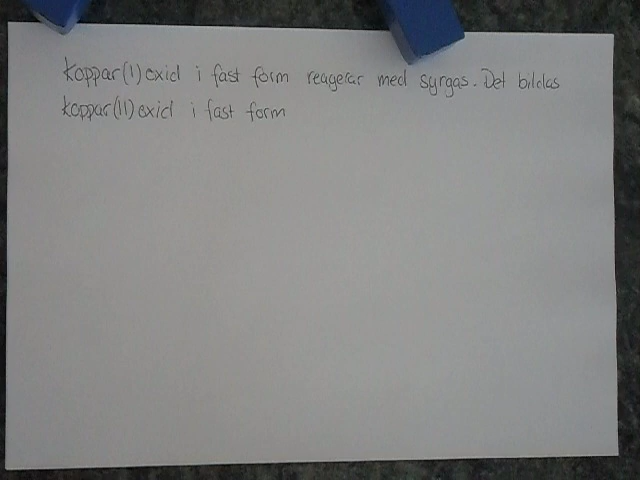 Koppar(I)oxid i fast form reagerar med syrgas. Det bildas
Koppar(II)oxid i fast form